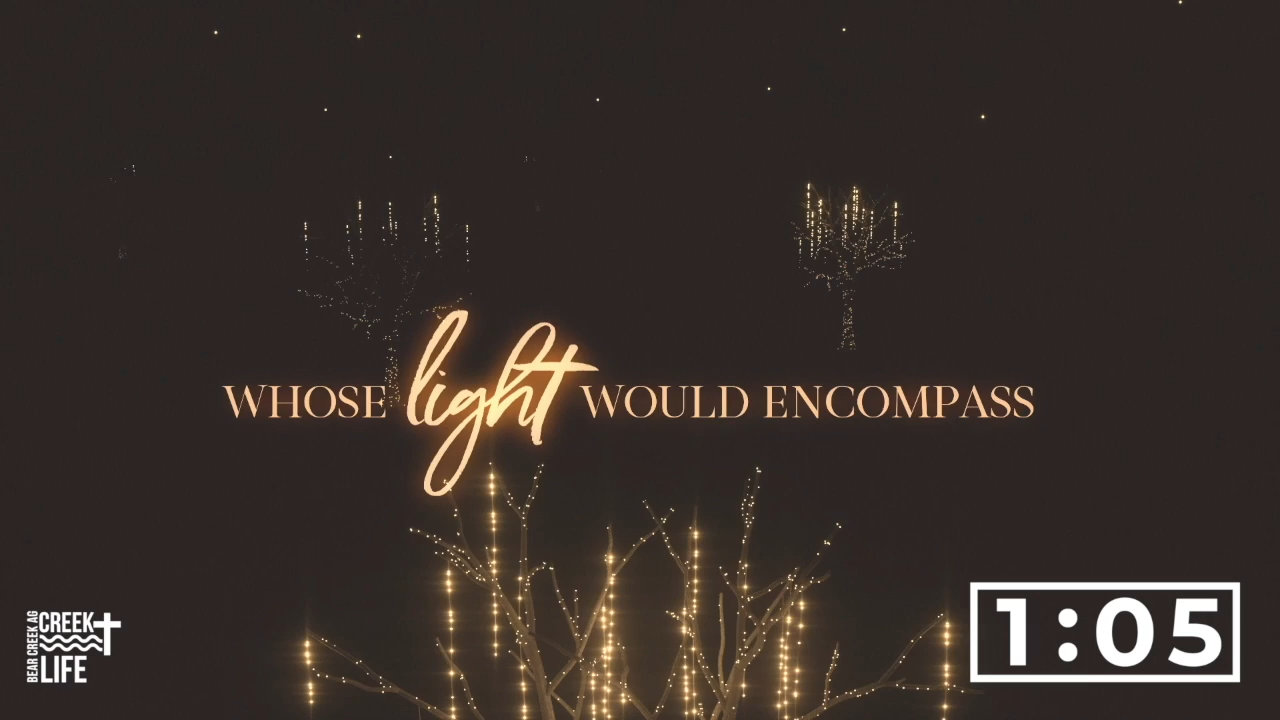 WHOSE light WOULD ENCOMPASS
BEAR CREEK AG
CREEK
LIFE
1:05